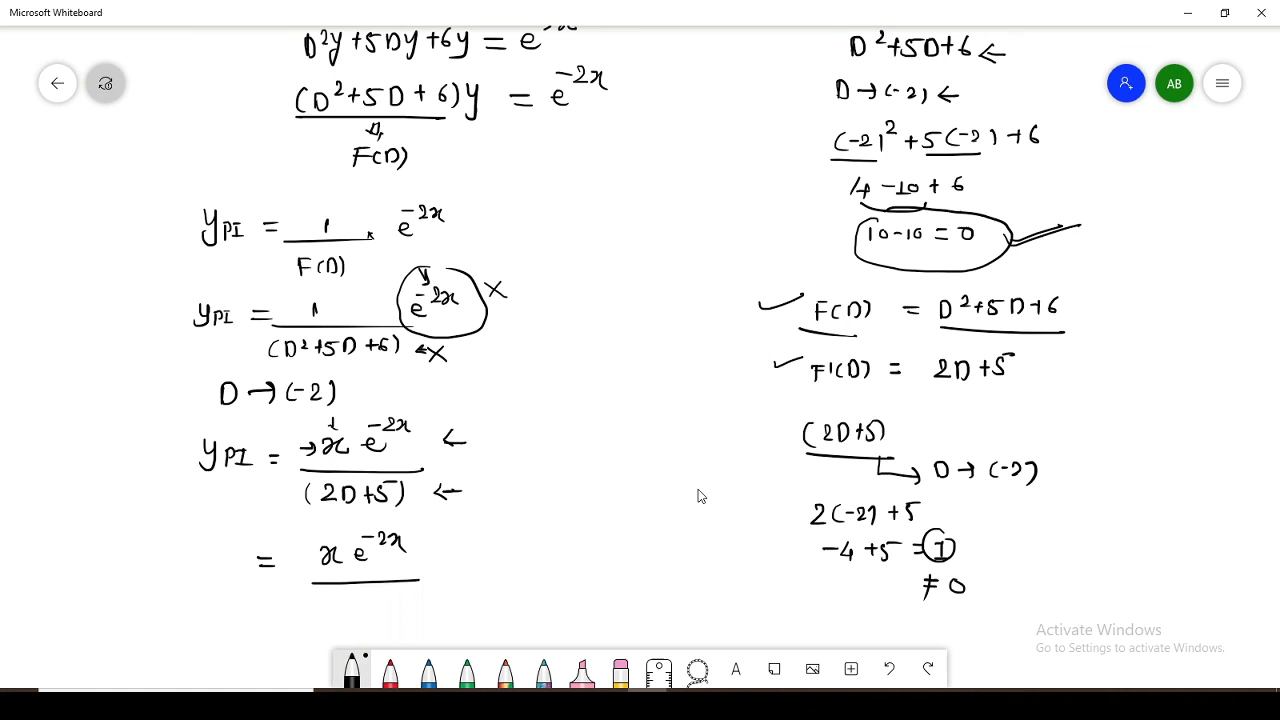 Microsoft Whiteboard
D²y+5Dy+6y = e
(D²+5D+6)y = e^-2x
F(D)
y_PI = 1/F(D) . e^-2x
y_PI = 1/(D²+5D+6) e^-2x ×
← ×
D → (-2)
y_PI = → x e^-2x / (2D+5) ←
←
= x e^-2x
D²+5D+6 ←
D → (-2) ←
(-2)² + 5(-2) + 6
4 -10 + 6
10-10 = 0
✓ F(D) = D²+5D+6
✓ F'(D) = 2D+5
(2D+5)
→ D → (-2)
2(-2) + 5
-4 +5 = 1
≠ 0
AB
Activate Windows
Go to Settings to activate Windows.
A